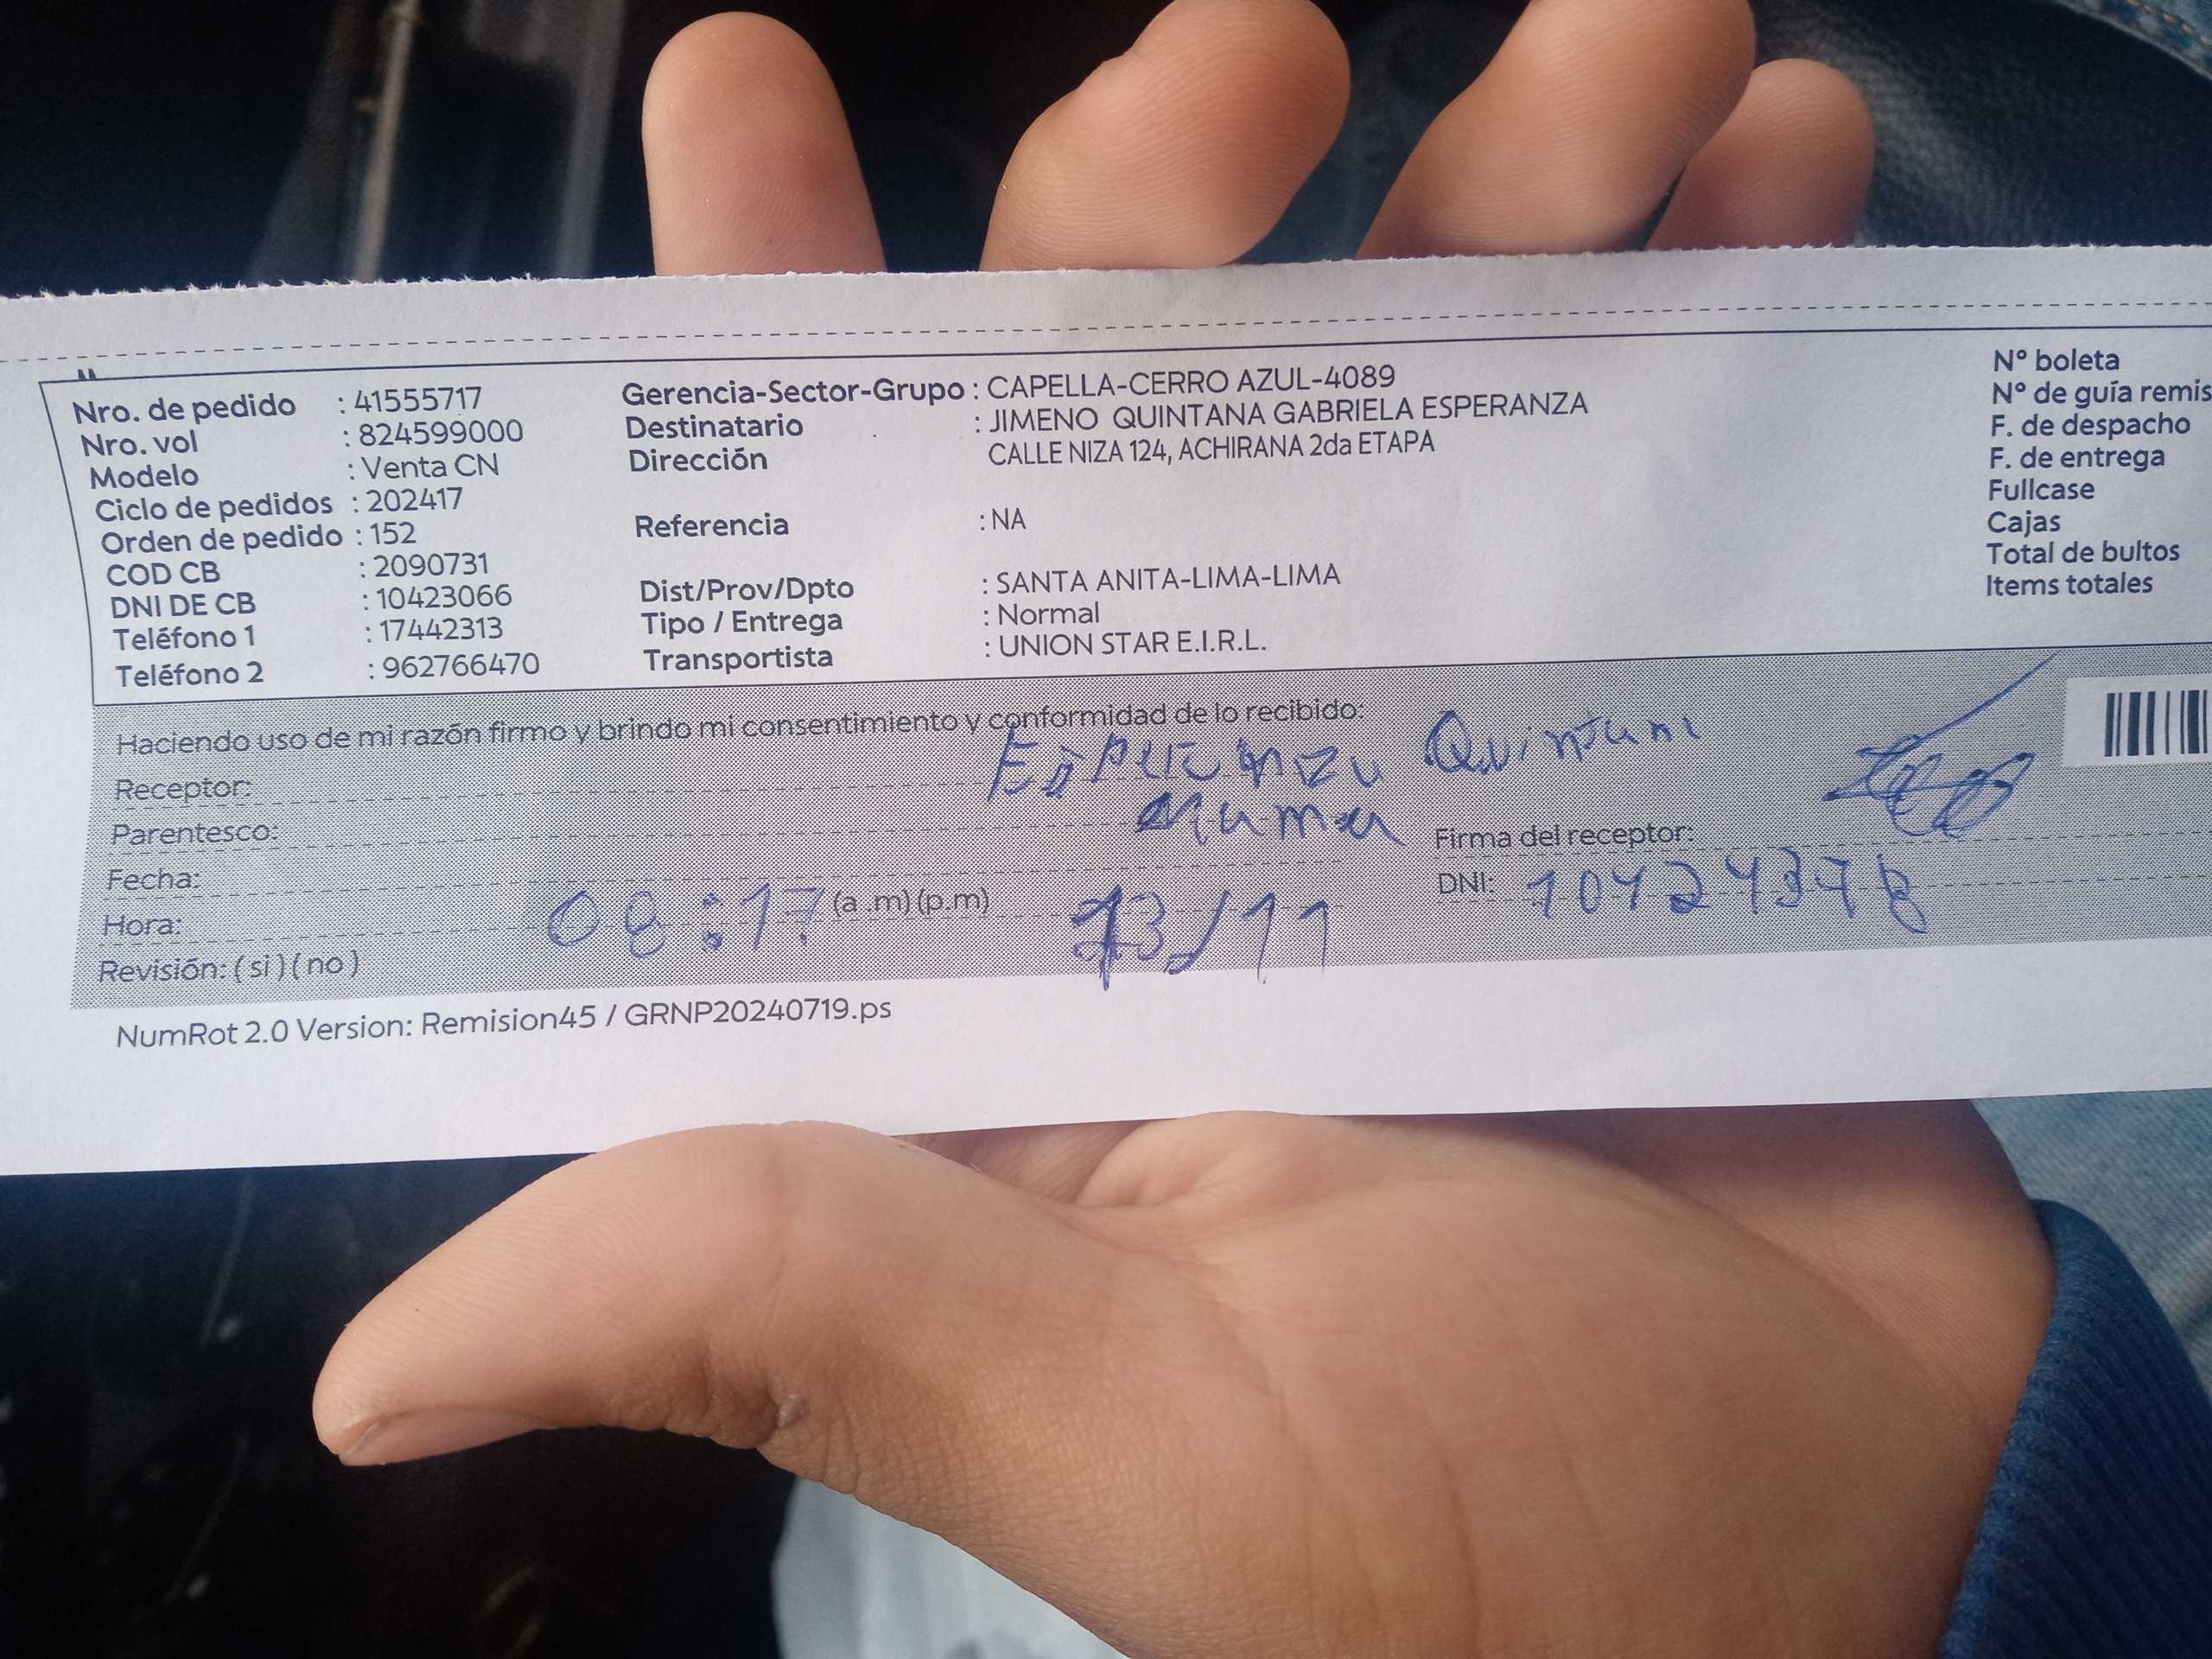 Nro. de pedido : 41555717
Nro. vol : 824599000
Modelo : Venta CN
Ciclo de pedidos : 202417
Orden de pedido : 152
COD CB : 2090731
DNI DE CB : 10423066
Teléfono 1 : 17442313
Teléfono 2 : 962766470
Gerencia-Sector-Grupo : CAPELLA-CERRO AZUL-4089
Destinatario : JIMENO QUINTANA GABRIELA ESPERANZA
Dirección CALLE NIZA 124, ACHIRANA 2da ETAPA
Referencia : NA
Dist/Prov/Dpto : SANTA ANITA-LIMA-LIMA
Tipo / Entrega : Normal
Transportista : UNION STAR E.I.R.L.
N° boleta
N° de guía remis
F. de despacho
F. de entrega
Fullcase
Cajas
Total de bultos
Items totales
Haciendo uso de mi razón firmo y brindo mi consentimiento y conformidad de lo recibido:
Receptor: Esperanza Quintana
Parentesco: Mama
Firma del receptor:
Fecha: 13/11
DNI: 10424378
Hora: 08:17 (a .m) (p.m)
Revisión: ( si ) ( no )
NumRot 2.0 Version: Remision45 / GRNP20240719.ps